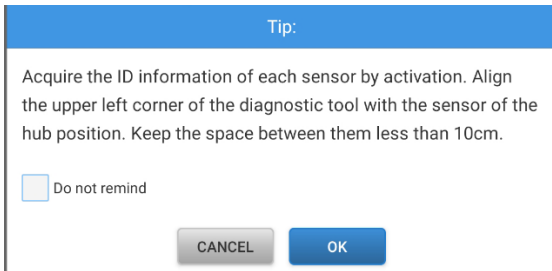 Tip:
Acquire the ID information of each sensor by activation. Align
the upper left corner of the diagnostic tool with the sensor of the
hub position. Keep the space between them less than 10cm.
Do not remind
CANCEL OK